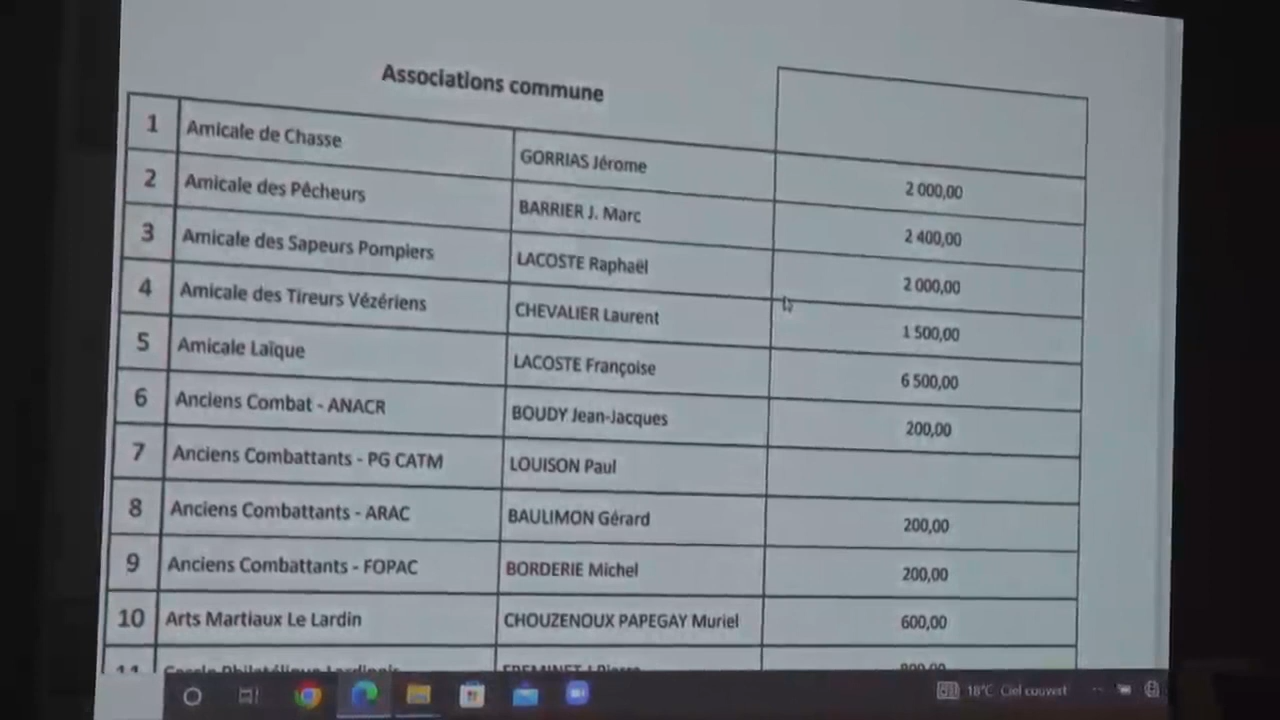 Associations commune
1 Amicale de Chasse GORRIAS Jérome 2 000,00
2 Amicale des Pêcheurs BARRIER J. Marc 2 400,00
3 Amicale des Sapeurs Pompiers LACOSTE Raphaël 2 000,00
4 Amicale des Tireurs Vézériens CHEVALIER Laurent 1 500,00
5 Amicale Laïque LACOSTE Françoise 6 500,00
6 Anciens Combat - ANACR BOUDY Jean-Jacques 200,00
7 Anciens Combattants - PG CATM LOUISON Paul
8 Anciens Combattants - ARAC BAULIMON Gérard 200,00
9 Anciens Combattants - FOPAC BORDERIE Michel 200,00
10 Arts Martiaux Le Lardin CHOUZENOUX PAPEGAY Muriel 600,00
11 Cercle Philatélique
18°C Ciel couvert